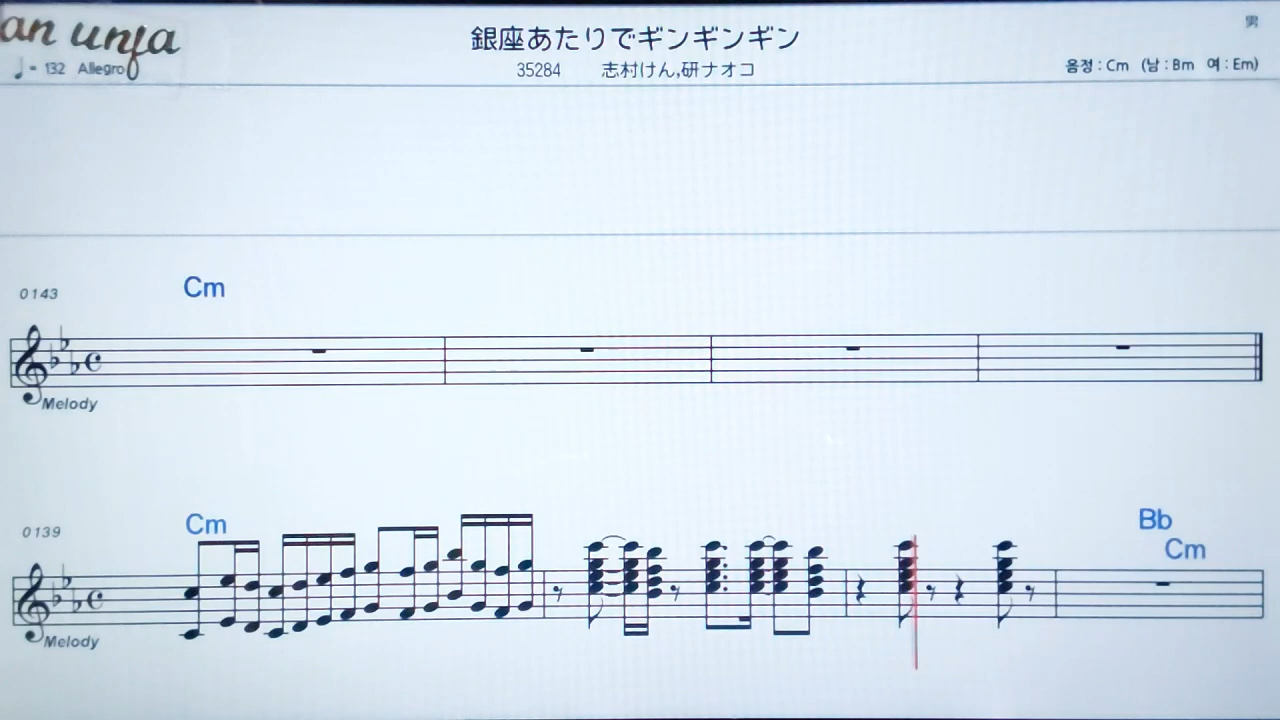 an unfa
銀座あたりでギンギンギン
男
♩= 132 Allegro
35284 志村けん,研ナオコ
음정 : Cm (남 : Bm 여 : Em)
Cm
0143
Melody
Cm
Bb
0139
Cm
Melody